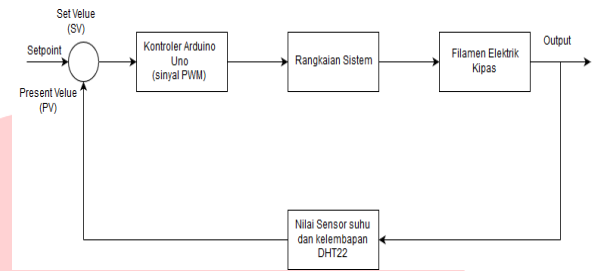 Set Velue
(SV)
Setpoint
Present Velue
(PV)
Kontroler Arduino
Uno
(sinyal PWM)
Rangkaian Sistem
Filamen Elektrik
Kipas
Output
Nilai Sensor suhu
dan kelembapan
DHT22